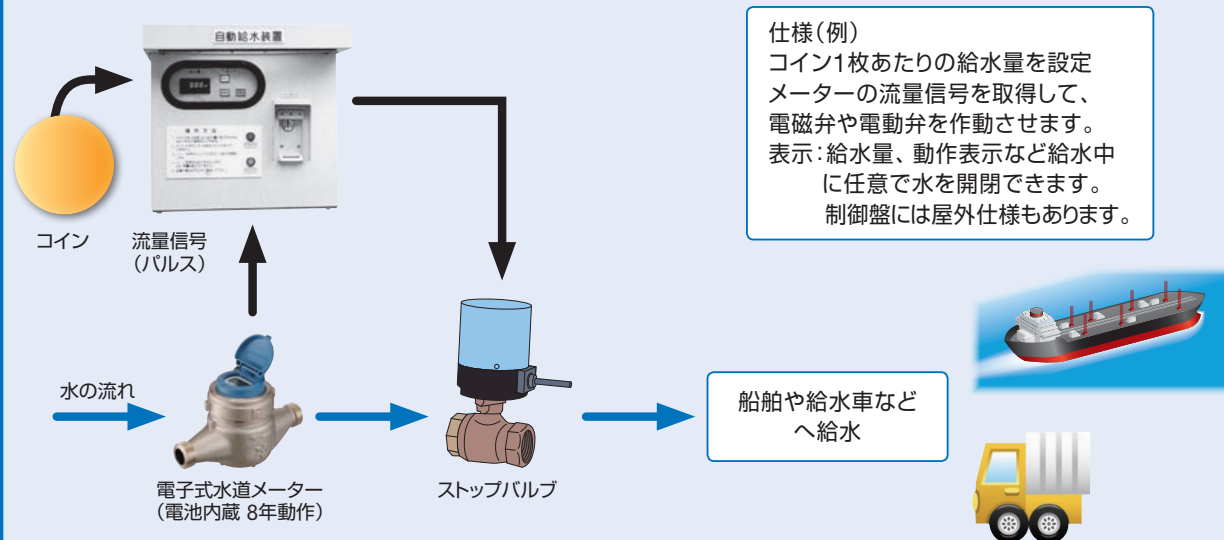 自動給水装置
仕様(例)
コイン1枚あたりの給水量を設定
メーターの流量信号を取得して、
電磁弁や電動弁を作動させます。
表示:給水量、動作表示など給水中
に任意で水を開閉できます。
制御盤には屋外仕様もあります。
操作方法
コイン
流量信号
(パルス)
水の流れ
電子式水道メーター
(電池内蔵 8年動作)
ストップバルブ
船舶や給水車など
へ給水